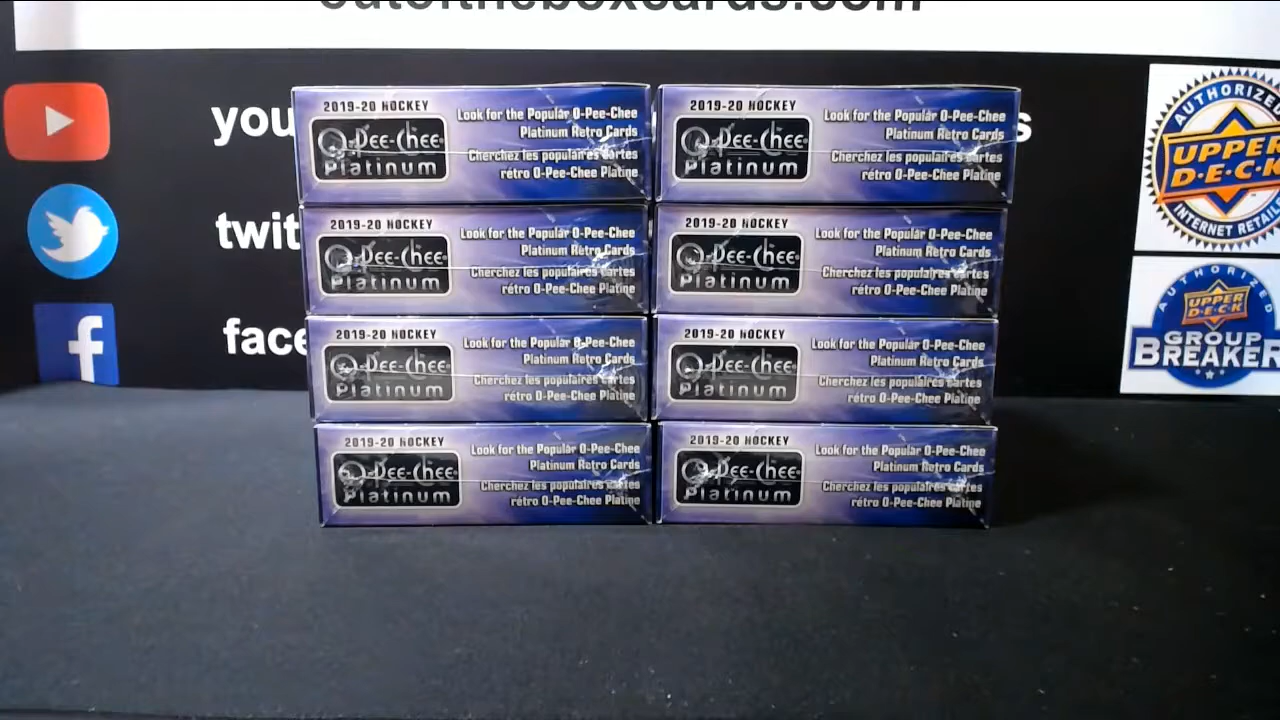 outoftheboxcards.com
you
s
twit
face
2019-20 HOCKEY
O-Pee-Chee
Platinum
Look for the Popular O-Pee-Chee
Platinum Retro Cards
Cherchez les populaires cartes
rétro O-Pee-Chee Platine
2019-20 HOCKEY
O-Pee-Chee
Platinum
Look for the Popular O-Pee-Chee
Platinum Retro Cards
Cherchez les populaires cartes
rétro O-Pee-Chee Platine
2019-20 HOCKEY
O-Pee-Chee
Platinum
Look for the Popular O-Pee-Chee
Platinum Retro Cards
Cherchez les populaires cartes
rétro O-Pee-Chee Platine
2019-20 HOCKEY
O-Pee-Chee
Platinum
Look for the Popular O-Pee-Chee
Platinum Retro Cards
Cherchez les populaires cartes
rétro O-Pee-Chee Platine
2019-20 HOCKEY
O-Pee-Chee
Platinum
Look for the Popular O-Pee-Chee
Platinum Retro Cards
Cherchez les populaires cartes
rétro O-Pee-Chee Platine
2019-20 HOCKEY
O-Pee-Chee
Platinum
Look for the Popular O-Pee-Chee
Platinum Retro Cards
Cherchez les populaires cartes
rétro O-Pee-Chee Platine
2019-20 HOCKEY
O-Pee-Chee
Platinum
Look for the Popular O-Pee-Chee
Platinum Retro Cards
Cherchez les populaires cartes
rétro O-Pee-Chee Platine
2019-20 HOCKEY
O-Pee-Chee
Platinum
Look for the Popular O-Pee-Chee
Platinum Retro Cards
Cherchez les populaires cartes
rétro O-Pee-Chee Platine
AUTHORIZED
UPPER
D·E·C·K
INTERNET RETAIL
AUTHORIZED
UPPER
D·E·C·K
GROUP
BREAKER